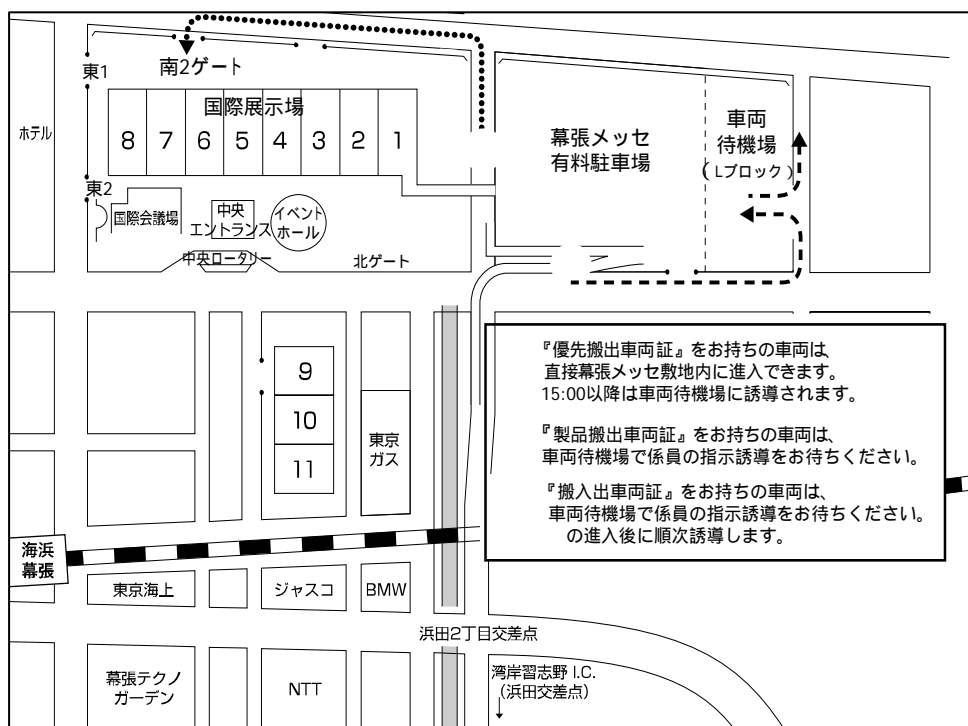 東1
南2ゲート
ホテル
国際展示場
8 7 6 5 4 3 2 1
幕張メッセ
有料駐車場
車両
待機場
(Lブロック)
東2
国際会議場
中央
エントランス
イベント
ホール
中央ロータリー
北ゲート
『優先搬出車両証』をお持ちの車両は、
直接幕張メッセ敷地内に進入できます。
15:00以降は車両待機場に誘導されます。
『製品搬出車両証』をお持ちの車両は、
車両待機場で係員の指示誘導をお待ちください。
『搬入出車両証』をお持ちの車両は、
車両待機場で係員の指示誘導をお待ちください。
の進入後に順次誘導します。
9
10
11
東京
ガス
海浜
幕張
東京海上
ジャスコ
BMW
浜田2丁目交差点
幕張テクノ
ガーデン
NTT
湾岸習志野 I.C.
(浜田交差点)